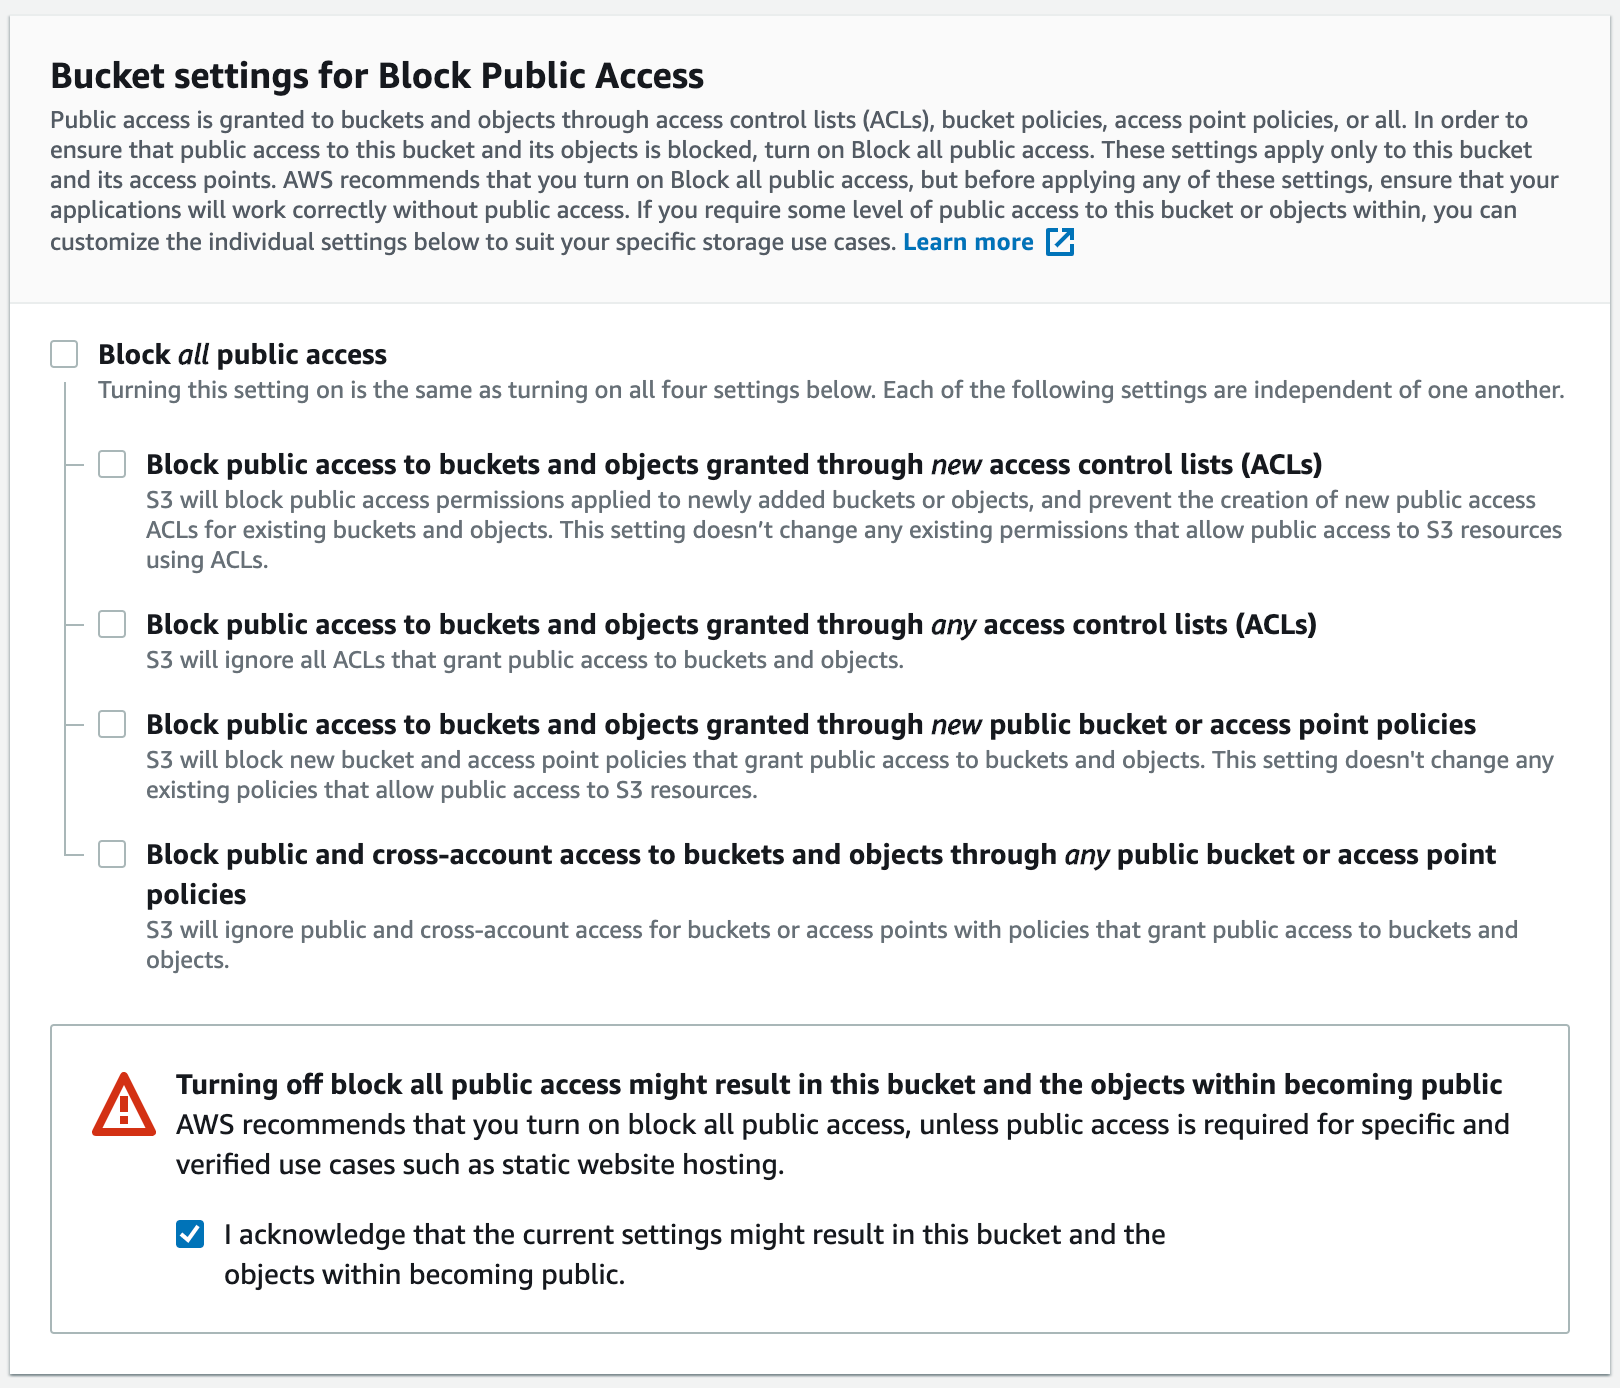 Bucket settings for Block Public Access
Public access is granted to buckets and objects through access control lists (ACLs), bucket policies, access point policies, or all. In order to
ensure that public access to this bucket and its objects is blocked, turn on Block all public access. These settings apply only to this bucket
and its access points. AWS recommends that you turn on Block all public access, but before applying any of these settings, ensure that your
applications will work correctly without public access. If you require some level of public access to this bucket or objects within, you can
customize the individual settings below to suit your specific storage use cases. Learn more
Block all public access
Turning this setting on is the same as turning on all four settings below. Each of the following settings are independent of one another.
Block public access to buckets and objects granted through new access control lists (ACLs)
S3 will block public access permissions applied to newly added buckets or objects, and prevent the creation of new public access
ACLs for existing buckets and objects. This setting doesn’t change any existing permissions that allow public access to S3 resources
using ACLs.
Block public access to buckets and objects granted through any access control lists (ACLs)
S3 will ignore all ACLs that grant public access to buckets and objects.
Block public access to buckets and objects granted through new public bucket or access point policies
S3 will block new bucket and access point policies that grant public access to buckets and objects. This setting doesn't change any
existing policies that allow public access to S3 resources.
Block public and cross-account access to buckets and objects through any public bucket or access point
policies
S3 will ignore public and cross-account access for buckets or access points with policies that grant public access to buckets and
objects.
Turning off block all public access might result in this bucket and the objects within becoming public
AWS recommends that you turn on block all public access, unless public access is required for specific and
verified use cases such as static website hosting.
I acknowledge that the current settings might result in this bucket and the
objects within becoming public.